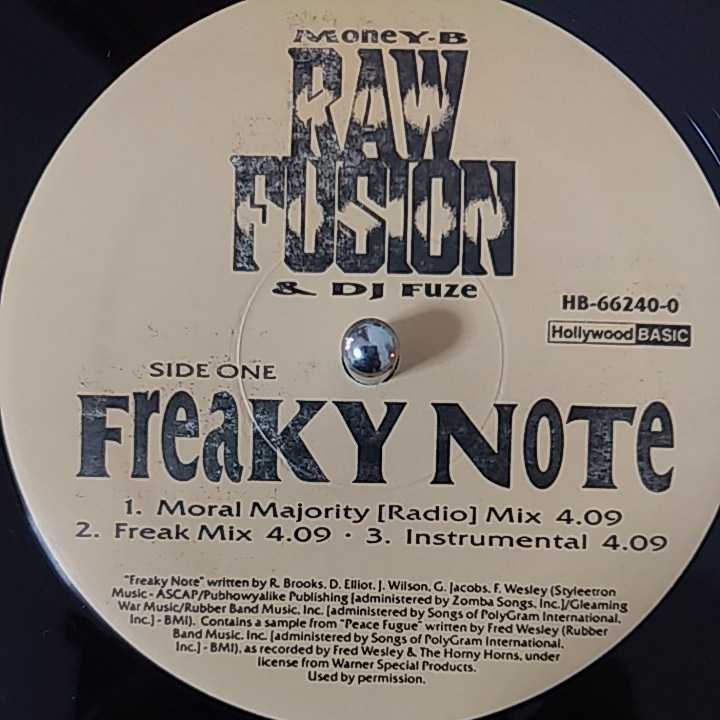 Money-B
RAW
FUSION
& DJ Fuze
HB-66240-0
Hollywood BASIC
SIDE ONE
FreaKY NoTe
1. Moral Majority [Radio] Mix 4.09
2. Freak Mix 4.09 · 3. Instrumental 4.09
"Freaky Note" written by R. Brooks, D. Elliot, J. Wilson, G. Jacobs, F. Wesley (Styleetron
Music - ASCAP/Pubhowyalike Publishing [administered by Zomba Songs, Inc.]/Gleaming
War Music/Rubber Band Music, Inc. [administered by Songs of PolyGram International,
Inc.] - BMI). Contains a sample from "Peace Fugue" written by Fred Wesley (Rubber
Band Music, Inc. [administered by Songs of PolyGram International,
Inc.] - BMI), as recorded by Fred Wesley & The Horny Horns, under
license from Warner Special Products.
Used by permission.